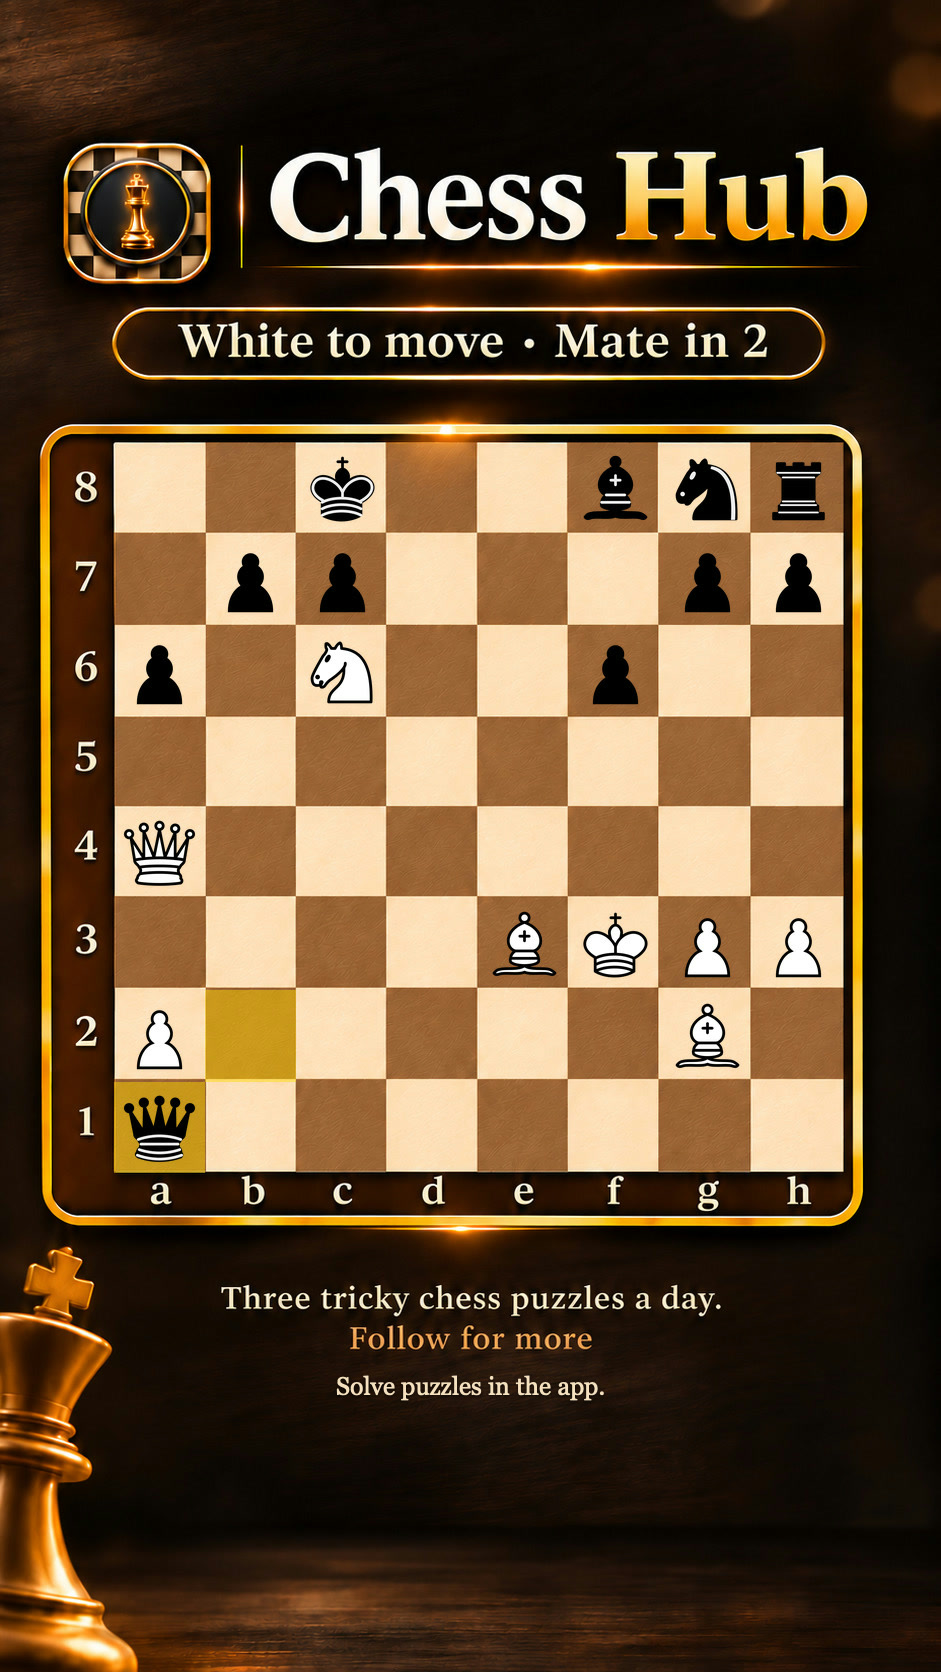 Chess Hub
White to move • Mate in 2
8
7
6
5
4
3
2
1
a b c d e f g h
Three tricky chess puzzles a day.
Follow for more
Solve puzzles in the app.